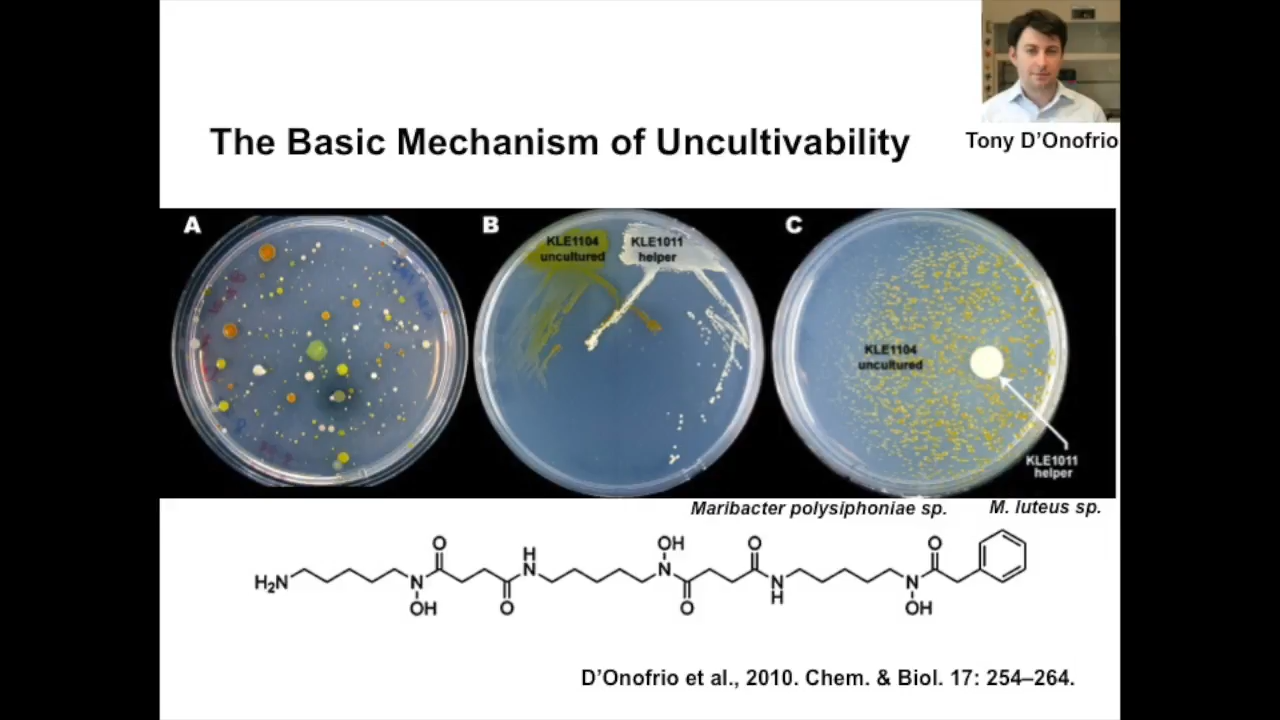 The Basic Mechanism of Uncultivability
Tony D'Onofrio
A
B
C
KLE1104
uncultured
KLE1011
helper
KLE1104
uncultured
KLE1011
helper
Maribacter polysiphoniae sp.
M. luteus sp.
H₂N
N
OH
O
O
H
N
OH
N
O
O
N
H
N
OH
O
D'Onofrio et al., 2010. Chem. & Biol. 17: 254–264.